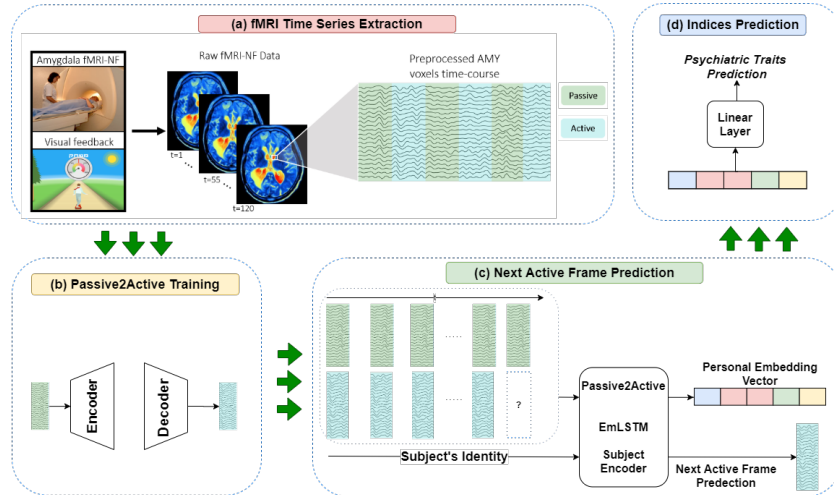 (a) fMRI Time Series Extraction
Amygdala fMRI-NF
Visual feedback
Raw fMRI-NF Data
t=1
t=55
t=120
Preprocessed AMY
voxels time-course
Passive
Active
(d) Indices Prediction
Psychiatric Traits
Prediction
Linear
Layer
(b) Passive2Active Training
Encoder
Decoder
(c) Next Active Frame Prediction
.....
.....
?
Subject's Identity
Passive2Active
EmLSTM
Subject
Encoder
Personal Embedding
Vector
Next Active Frame
Predection